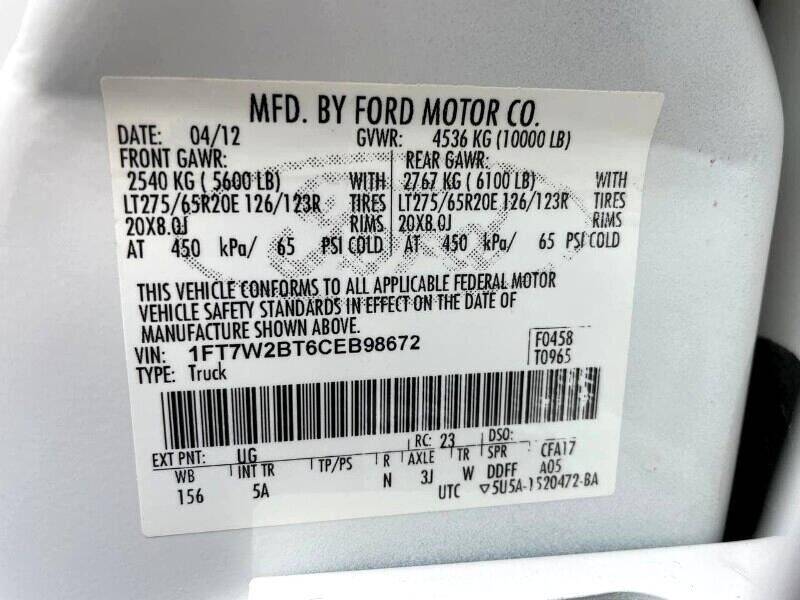 MFD. BY FORD MOTOR CO.
DATE: 04/12 GVWR: 4536 KG (10000 LB)
FRONT GAWR: REAR GAWR:
2540 KG ( 5600 LB) WITH 2767 KG ( 6100 LB) WITH
LT275/65R20E 126/123R TIRES LT275/65R20E 126/123R TIRES
20X8.0J RIMS 20X8.0J RIMS
AT 450 kPa/ 65 PSI COLD AT 450 kPa/ 65 PSI COLD
THIS VEHICLE CONFORMS TO ALL APPLICABLE FEDERAL MOTOR
VEHICLE SAFETY STANDARDS IN EFFECT ON THE DATE OF
MANUFACTURE SHOWN ABOVE.
VIN: 1FT7W2BT6CEB98672 F0458
TYPE: Truck T0965
EXT PNT: UG RC: 23 DSO:
WB INT TR TP/PS R AXLE TR SPR CFA17
156 5A N 3J W DDFF A05
UTC ▽5U5A-1520472-BA